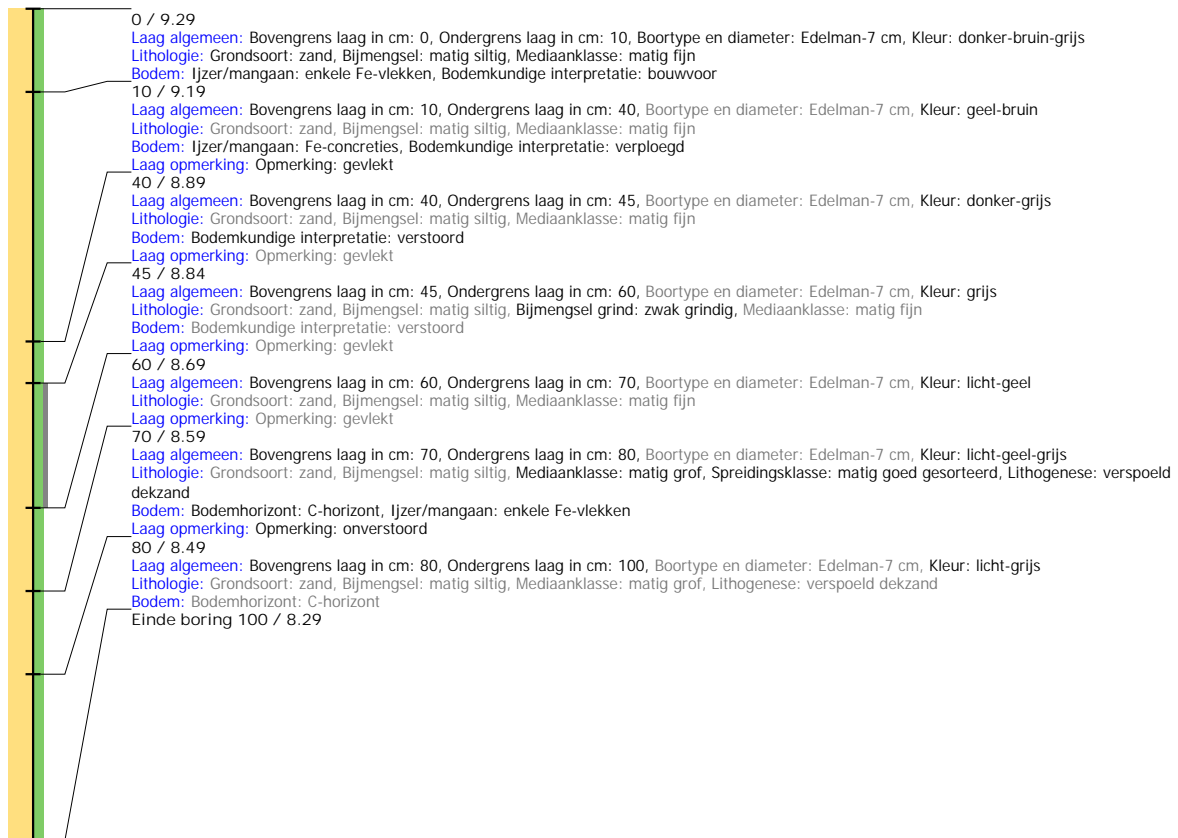 0 / 9.29
Laag algemeen: Bovengrens laag in cm: 0, Ondergrens laag in cm: 10, Boortype en diameter: Edelman-7 cm, Kleur: donker-bruin-grijs
Lithologie: Grondsoort: zand, Bijmengsel: matig siltig, Mediaanklasse: matig fijn
Bodem: Ijzer/mangaan: enkele Fe-vlekken, Bodemkundige interpretatie: bouwvoor
10 / 9.19
Laag algemeen: Bovengrens laag in cm: 10, Ondergrens laag in cm: 40, Boortype en diameter: Edelman-7 cm, Kleur: geel-bruin
Lithologie: Grondsoort: zand, Bijmengsel: matig siltig, Mediaanklasse: matig fijn
Bodem: Ijzer/mangaan: Fe-concreties, Bodemkundige interpretatie: verploegd
Laag opmerking: Opmerking: gevlekt
40 / 8.89
Laag algemeen: Bovengrens laag in cm: 40, Ondergrens laag in cm: 45, Boortype en diameter: Edelman-7 cm, Kleur: donker-grijs
Lithologie: Grondsoort: zand, Bijmengsel: matig siltig, Mediaanklasse: matig fijn
Bodem: Bodemkundige interpretatie: verstoord
Laag opmerking: Opmerking: gevlekt
45 / 8.84
Laag algemeen: Bovengrens laag in cm: 45, Ondergrens laag in cm: 60, Boortype en diameter: Edelman-7 cm, Kleur: grijs
Lithologie: Grondsoort: zand, Bijmengsel: matig siltig, Bijmengsel grind: zwak grindig, Mediaanklasse: matig fijn
Bodem: Bodemkundige interpretatie: verstoord
Laag opmerking: Opmerking: gevlekt
60 / 8.69
Laag algemeen: Bovengrens laag in cm: 60, Ondergrens laag in cm: 70, Boortype en diameter: Edelman-7 cm, Kleur: licht-geel
Lithologie: Grondsoort: zand, Bijmengsel: matig siltig, Mediaanklasse: matig fijn
Laag opmerking: Opmerking: gevlekt
70 / 8.59
Laag algemeen: Bovengrens laag in cm: 70, Ondergrens laag in cm: 80, Boortype en diameter: Edelman-7 cm, Kleur: licht-geel-grijs
Lithologie: Grondsoort: zand, Bijmengsel: matig siltig, Mediaanklasse: matig grof, Spreidingsklasse: matig goed gesorteerd, Lithogenese: verspoeld
dekzand
Bodem: Bodemhorizont: C-horizont, Ijzer/mangaan: enkele Fe-vlekken
Laag opmerking: Opmerking: onverstoord
80 / 8.49
Laag algemeen: Bovengrens laag in cm: 80, Ondergrens laag in cm: 100, Boortype en diameter: Edelman-7 cm, Kleur: licht-grijs
Lithologie: Grondsoort: zand, Bijmengsel: matig siltig, Mediaanklasse: matig grof, Lithogenese: verspoeld dekzand
Bodem: Bodemhorizont: C-horizont
Einde boring 100 / 8.29